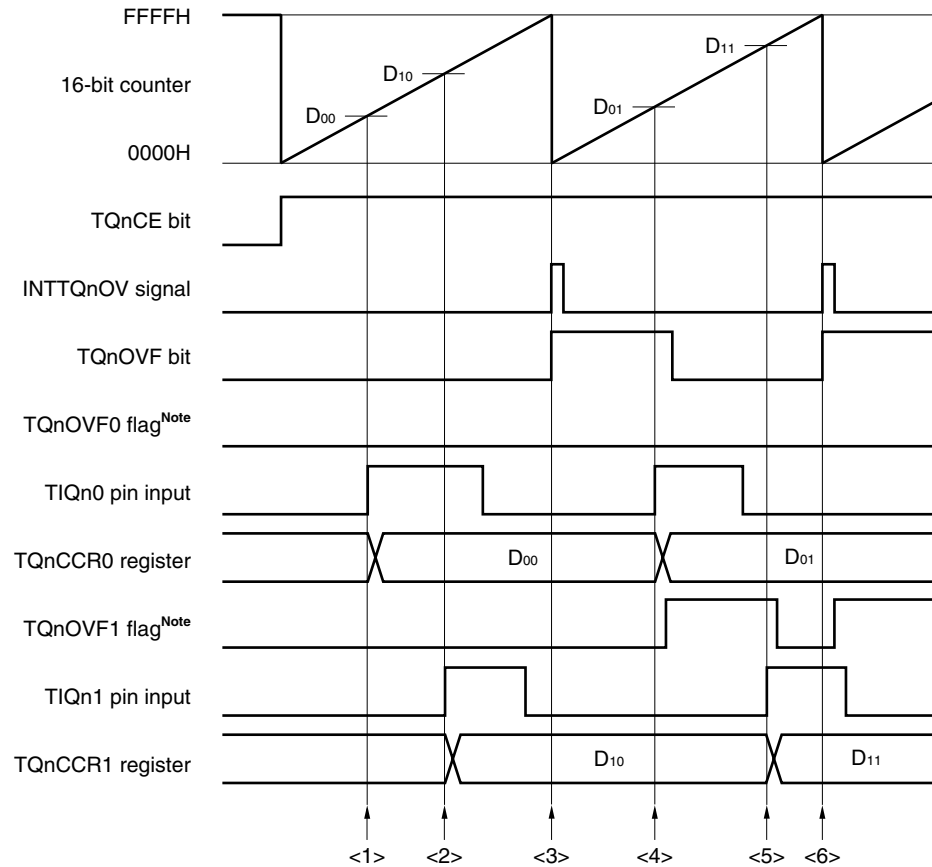 FFFFH
16-bit counter
0000H
D00
D10
D01
D11
TQnCE bit
INTTQnOV signal
TQnOVF bit
TQnOVF0 flagNote
TIQn0 pin input
TQnCCR0 register
D00
D01
TQnOVF1 flagNote
TIQn1 pin input
TQnCCR1 register
D10
D11
<1> <2> <3> <4> <5> <6>